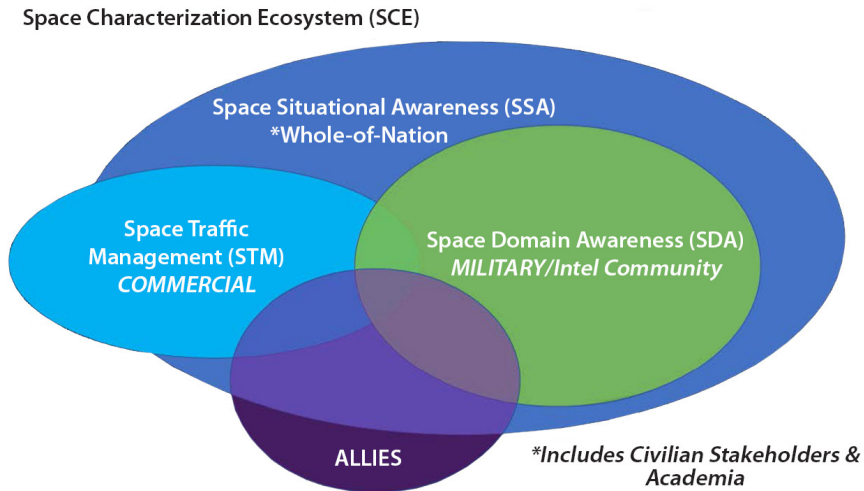 Space Characterization Ecosystem (SCE)
Space Situational Awareness (SSA)
*Whole-of-Nation
Space Traffic
Management (STM)
COMMERCIAL
Space Domain Awareness (SDA)
MILITARY/Intel Community
ALLIES
*Includes Civilian Stakeholders &
Academia